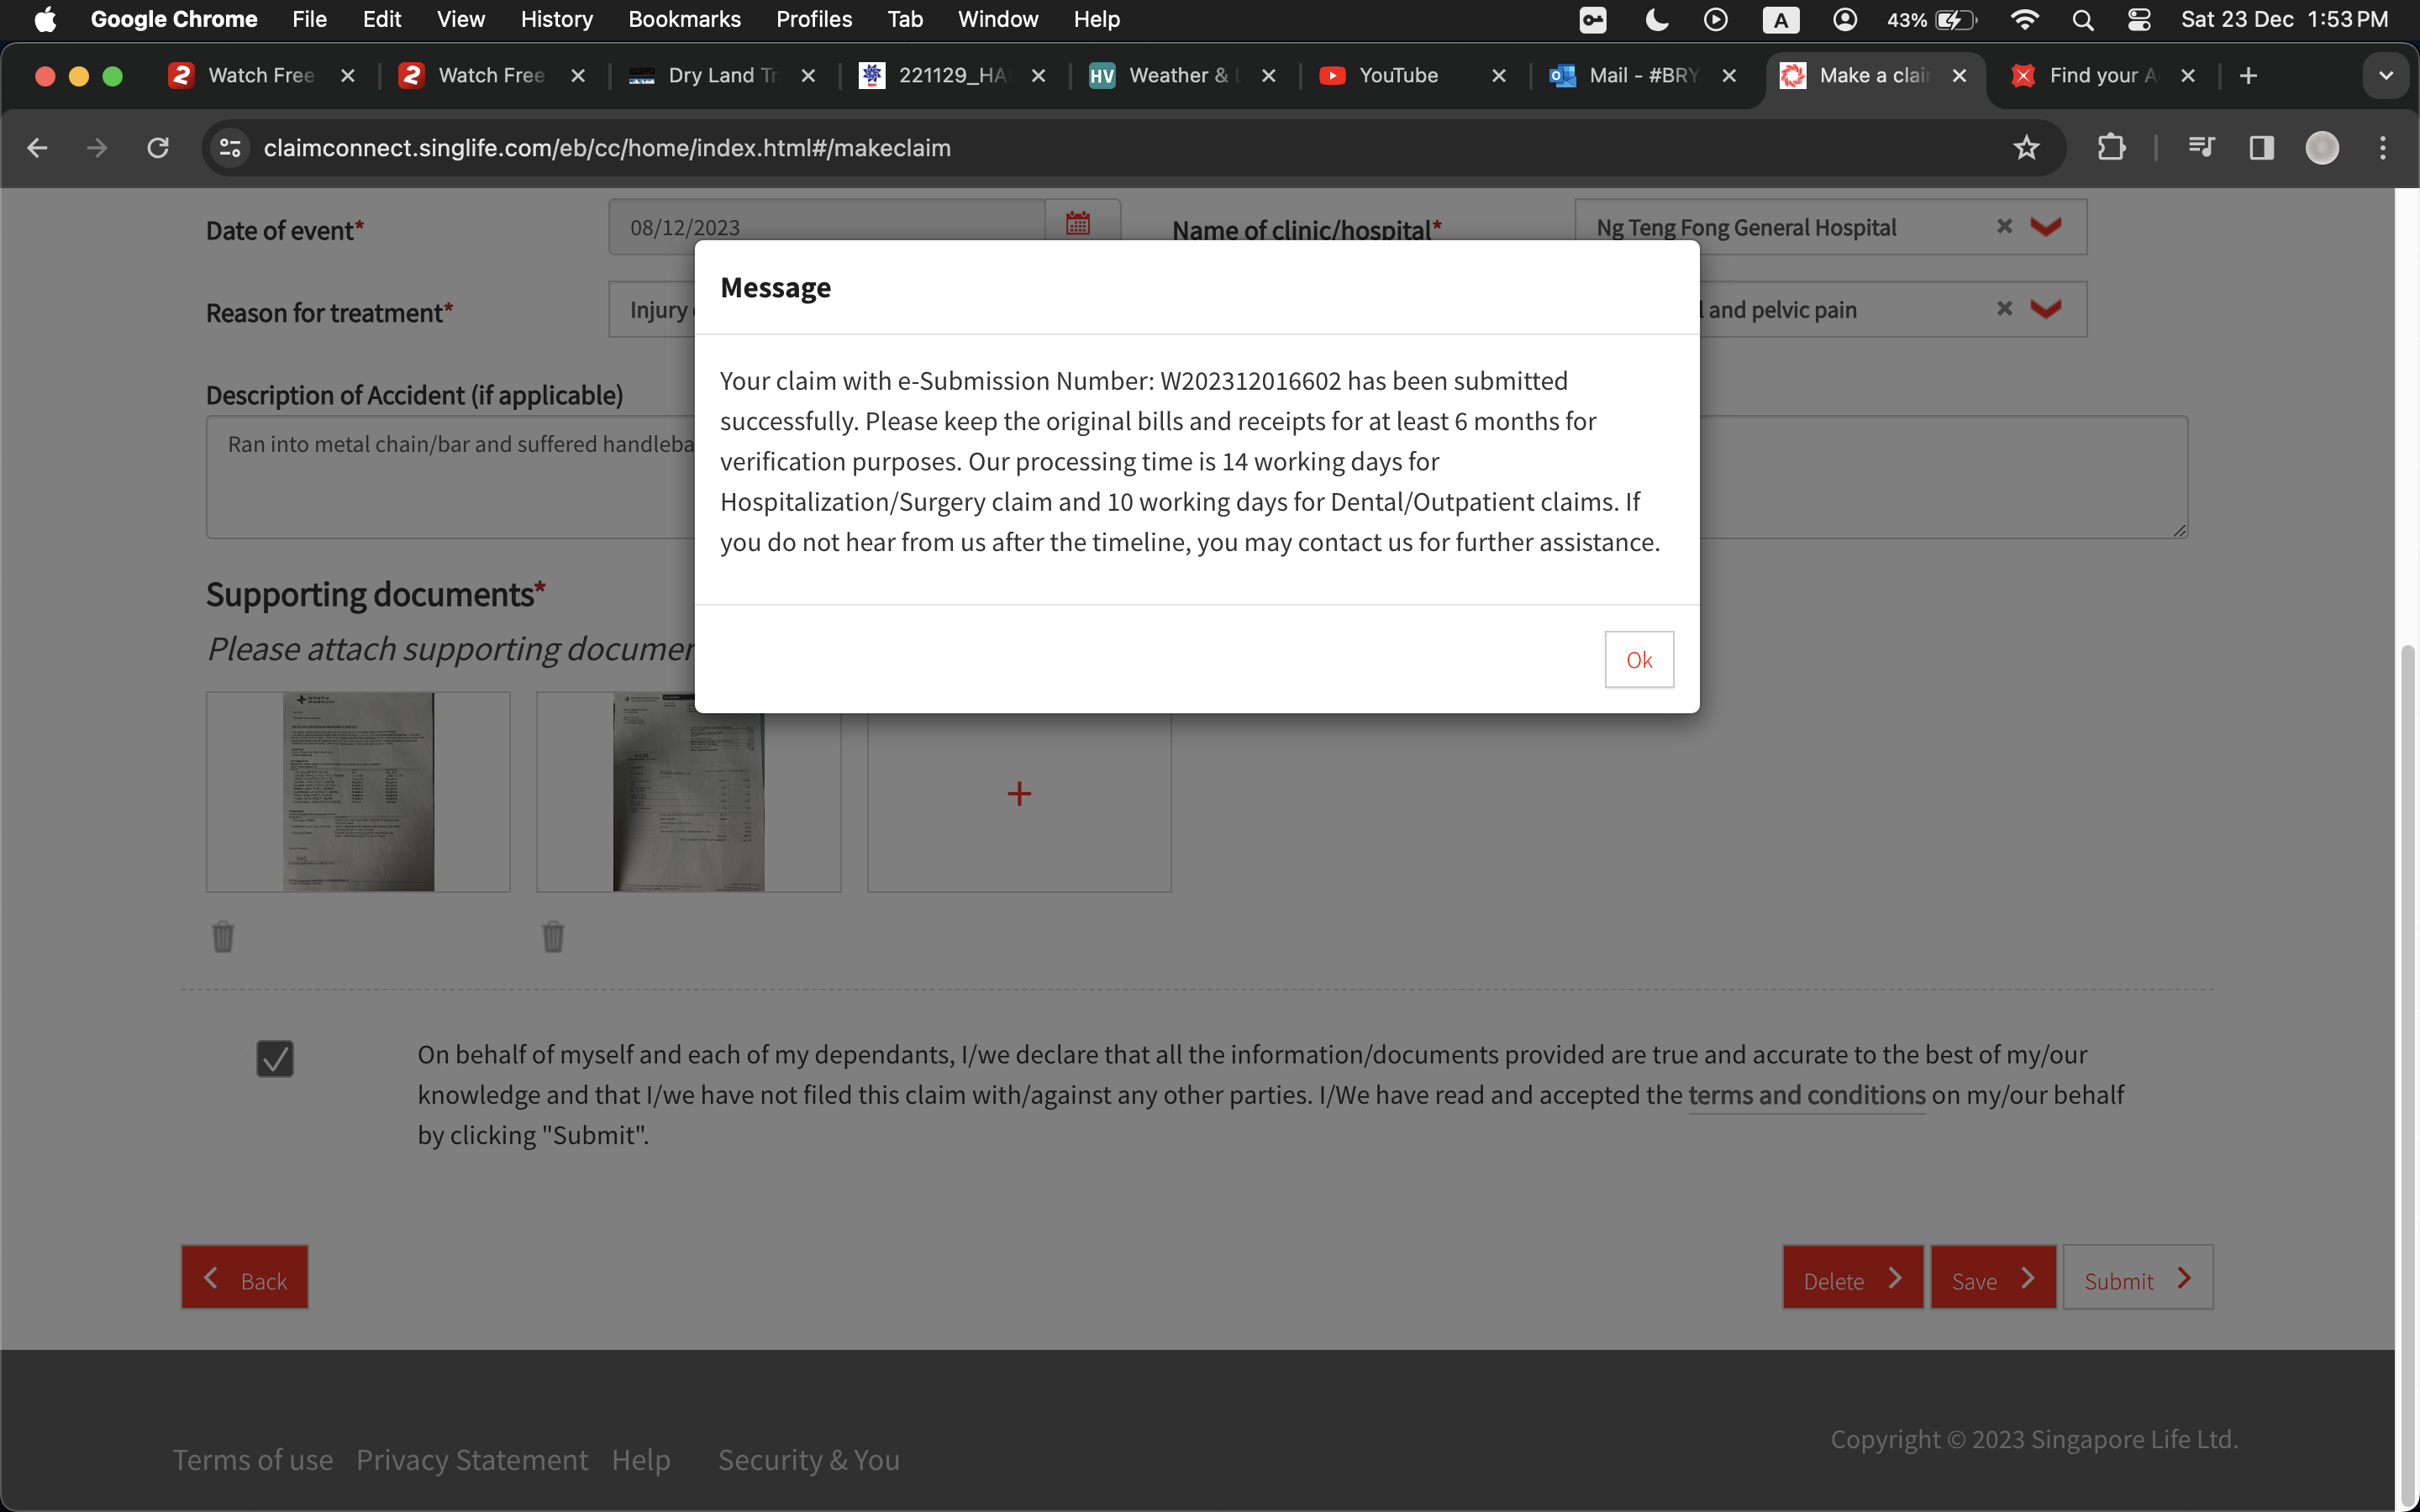 Google Chrome File Edit View History Bookmarks Profiles Tab Window Help A 43% Sat 23 Dec 1:53 PM
Watch Free Watch Free Dry Land Tr 221129_HA HV Weather & YouTube Mail - #BRY Make a clai Find your A
claimconnect.singlife.com/eb/cc/home/index.html#/makeclaim
Date of event* 08/12/2023 Name of clinic/hospital* Ng Teng Fong General Hospital
Reason for treatment* Injury and pelvic pain
Message
Your claim with e-Submission Number: W202312016602 has been submitted
successfully. Please keep the original bills and receipts for at least 6 months for
verification purposes. Our processing time is 14 working days for
Hospitalization/Surgery claim and 10 working days for Dental/Outpatient claims. If
you do not hear from us after the timeline, you may contact us for further assistance.
Ok
Description of Accident (if applicable)
Ran into metal chain/bar and suffered handleba
Supporting documents*
Please attach supporting documen
On behalf of myself and each of my dependants, I/we declare that all the information/documents provided are true and accurate to the best of my/our
knowledge and that I/we have not filed this claim with/against any other parties. I/We have read and accepted the terms and conditions on my/our behalf
by clicking "Submit".
Back Delete Save Submit
Terms of use Privacy Statement Help Security & You Copyright © 2023 Singapore Life Ltd.